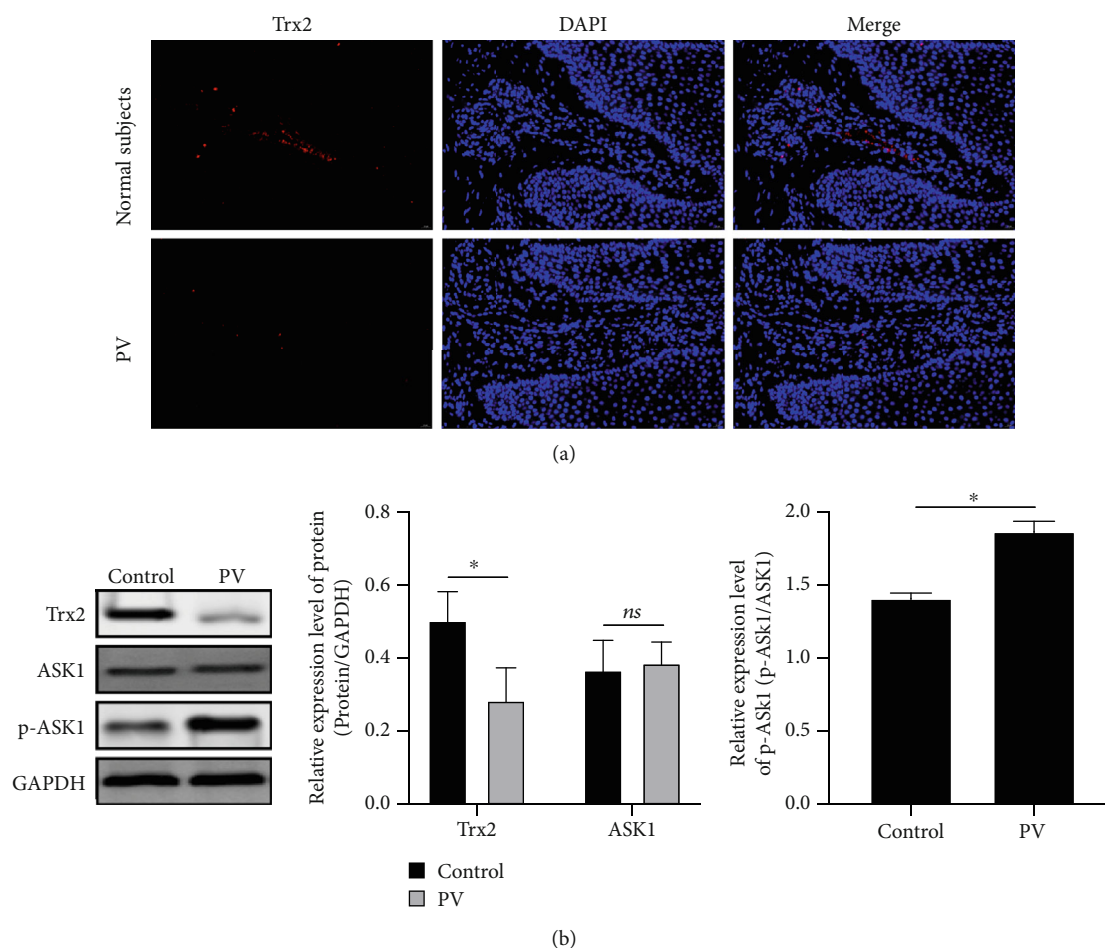 Trx2 DAPI Merge
Normal subjects
PV
(a)
Control PV
Trx2
ASK1
p-ASK1
GAPDH
Relative expression level of protein
(Protein/GAPDH)
0.8
0.6
0.4
0.2
0.0
*
ns
Trx2 ASK1
Control
PV
Relative expression level
of p-ASk1 (p-ASk1/ASK1)
2.0
1.5
1.0
1.5
0.0
*
Control PV
(b)